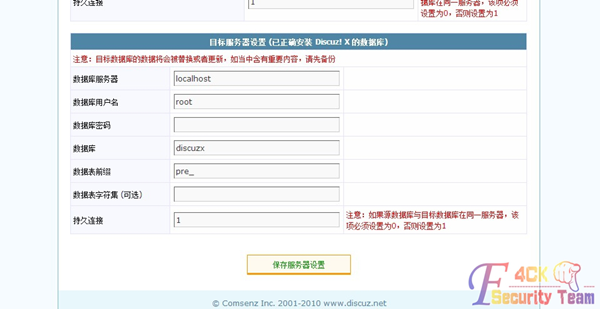 持久连接 1 数据库在同一服务器，该项必须
设置为0，否则设置为1
目标服务器设置 (已正确安装 Discuz! X 的数据库)
注意：目标数据库的数据将会被替换或者更新，如当中含有重要内容，请先备份
数据库服务器 localhost
数据库用户名 root
数据库密码
数据库 discuzx
数据表前缀 pre_
数据表字符集 (可选)
持久连接 1 注意：如果源数据库与目标数据库在同一服务器，该
项必须设置为0，否则设置为1
保存服务器设置
© Comsenz Inc. 2001-2010 www.discuz.net
F4CK
Security Team